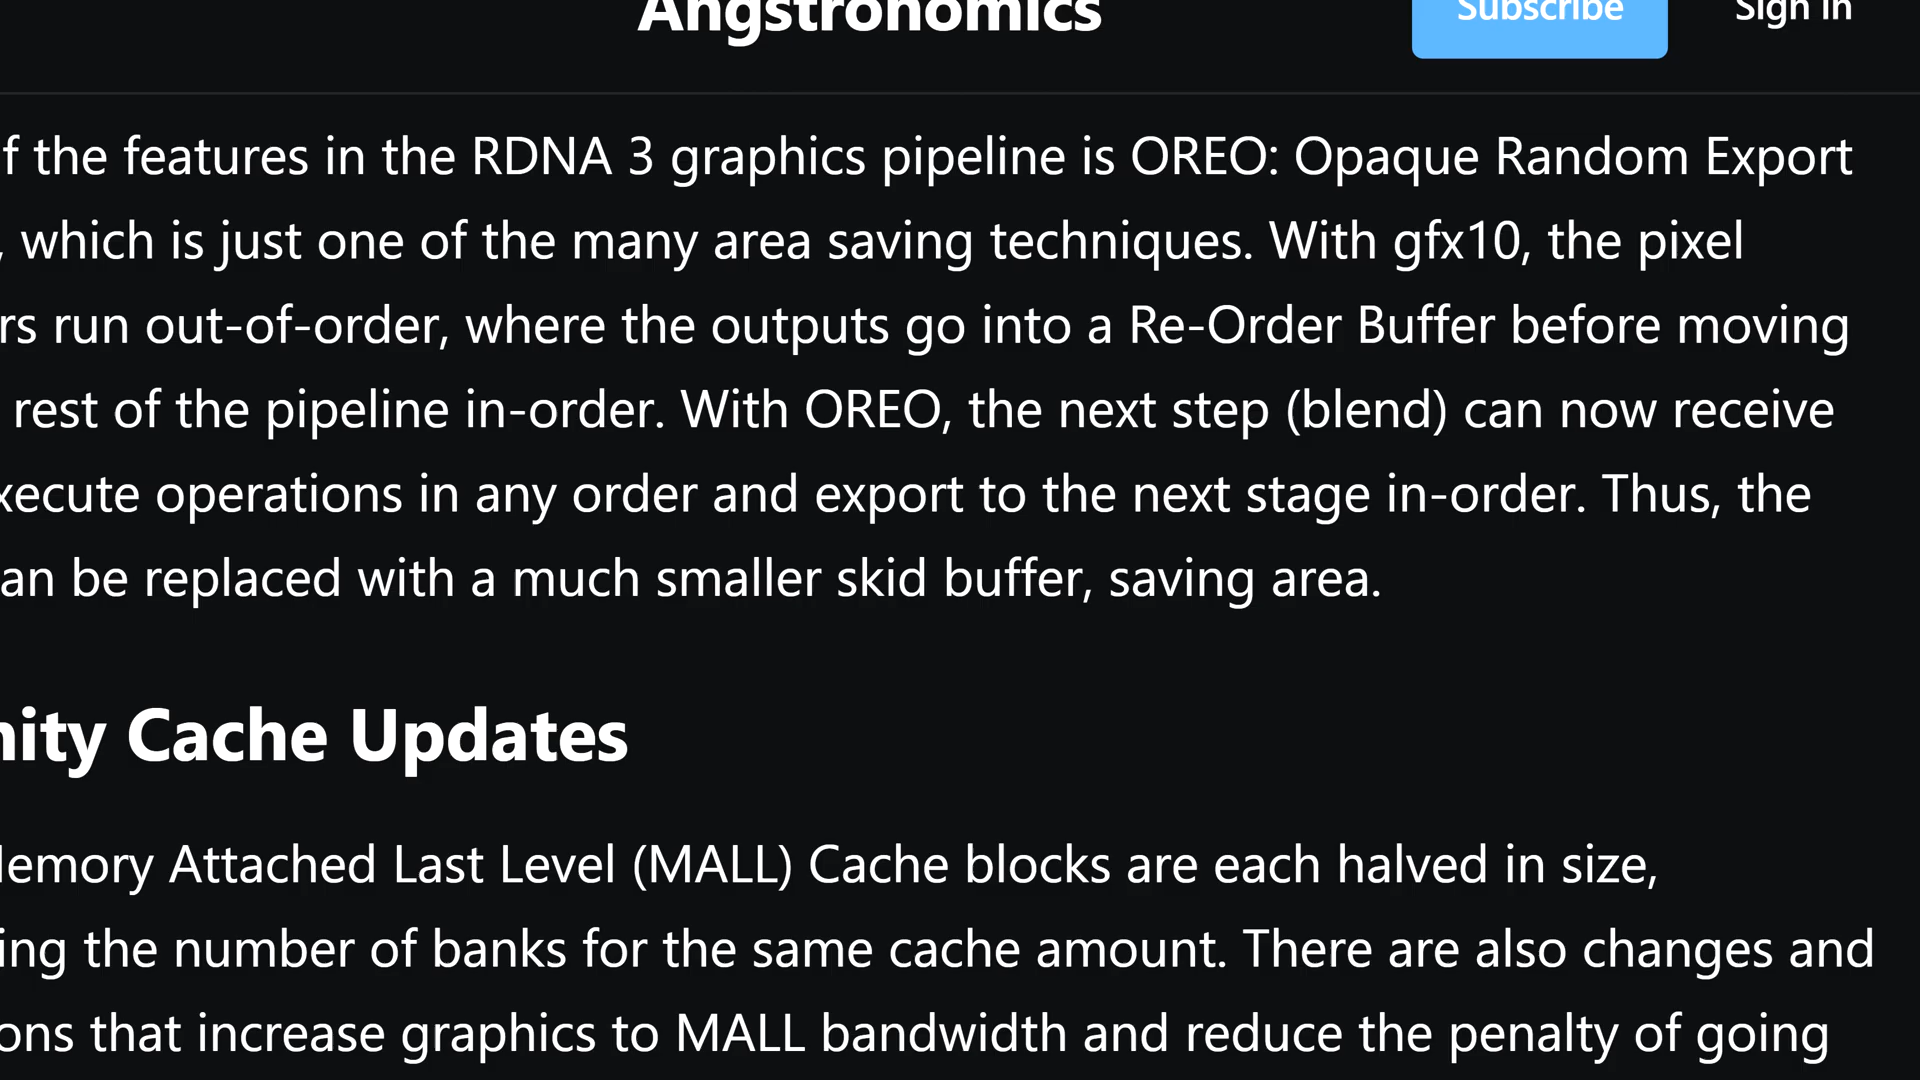 Angstronomics
Subscribe
Sign in
f the features in the RDNA 3 graphics pipeline is OREO: Opaque Random Export
, which is just one of the many area saving techniques. With gfx10, the pixel
rs run out-of-order, where the outputs go into a Re-Order Buffer before moving
rest of the pipeline in-order. With OREO, the next step (blend) can now receive
xecute operations in any order and export to the next stage in-order. Thus, the
an be replaced with a much smaller skid buffer, saving area.
nity Cache Updates
emory Attached Last Level (MALL) Cache blocks are each halved in size,
ing the number of banks for the same cache amount. There are also changes and
ons that increase graphics to MALL bandwidth and reduce the penalty of going